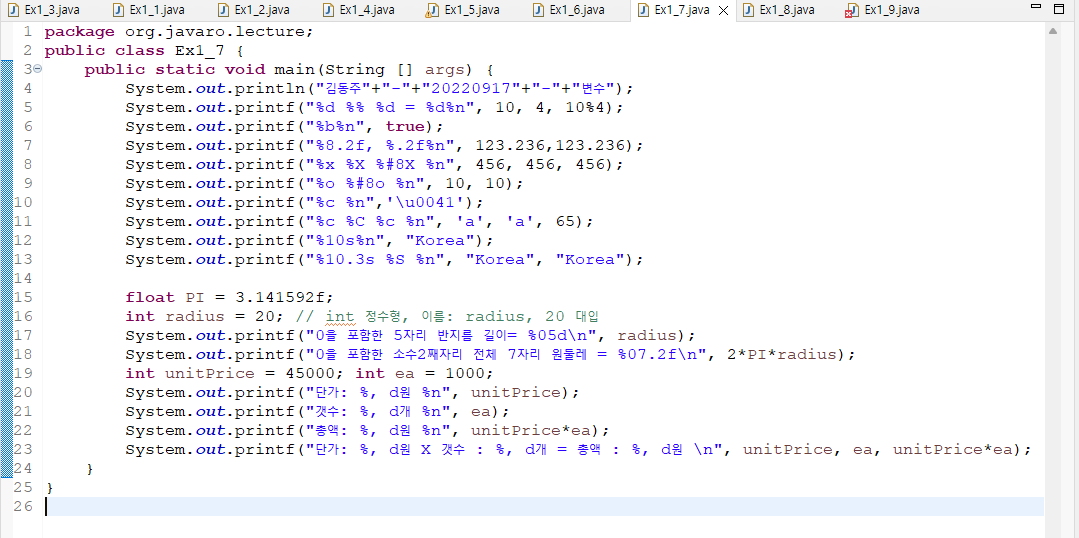 Ex1_3.java Ex1_1.java Ex1_2.java Ex1_4.java Ex1_5.java Ex1_6.java Ex1_7.java Ex1_8.java Ex1_9.java
1 package org.javaro.lecture;
2 public class Ex1_7 {
3 public static void main(String [] args) {
4 System.out.println("김동주"+"-"+"20220917"+"-"+"변수");
5 System.out.printf("%d %% %d = %d%n", 10, 4, 10%4);
6 System.out.printf("%b%n", true);
7 System.out.printf("%8.2f, %.2f%n", 123.236,123.236);
8 System.out.printf("%x %X %#8X %n", 456, 456, 456);
9 System.out.printf("%o %#8o %n", 10, 10);
10 System.out.printf("%c %n",'\u0041');
11 System.out.printf("%c %C %c %n", 'a', 'a', 65);
12 System.out.printf("%10s%n", "Korea");
13 System.out.printf("%10.3s %S %n", "Korea", "Korea");
14
15 float PI = 3.141592f;
16 int radius = 20; // int 정수형, 이름: radius, 20 대입
17 System.out.printf("0을 포함한 5자리 반지름 길이= %05d\n", radius);
18 System.out.printf("0을 포함한 소수2째자리 전체 7자리 원둘레 = %07.2f\n", 2*PI*radius);
19 int unitPrice = 45000; int ea = 1000;
20 System.out.printf("단가: %, d원 %n", unitPrice);
21 System.out.printf("갯수: %, d개 %n", ea);
22 System.out.printf("총액: %, d원 %n", unitPrice*ea);
23 System.out.printf("단가: %, d원 X 갯수 : %, d개 = 총액 : %, d원 \n", unitPrice, ea, unitPrice*ea);
24 }
25 }
26